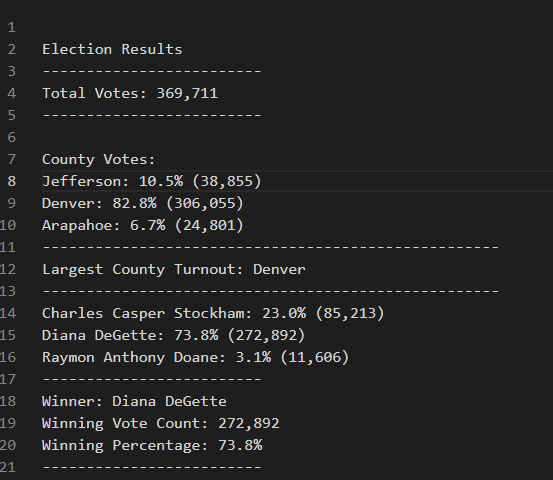 1
2 Election Results
3 -------------------------
4 Total Votes: 369,711
5 -------------------------
6
7 County Votes:
8 Jefferson: 10.5% (38,855)
9 Denver: 82.8% (306,055)
10 Arapahoe: 6.7% (24,801)
11 ----------------------------------------------------
12 Largest County Turnout: Denver
13 ----------------------------------------------------
14 Charles Casper Stockham: 23.0% (85,213)
15 Diana DeGette: 73.8% (272,892)
16 Raymon Anthony Doane: 3.1% (11,606)
17 -------------------------
18 Winner: Diana DeGette
19 Winning Vote Count: 272,892
20 Winning Percentage: 73.8%
21 -------------------------